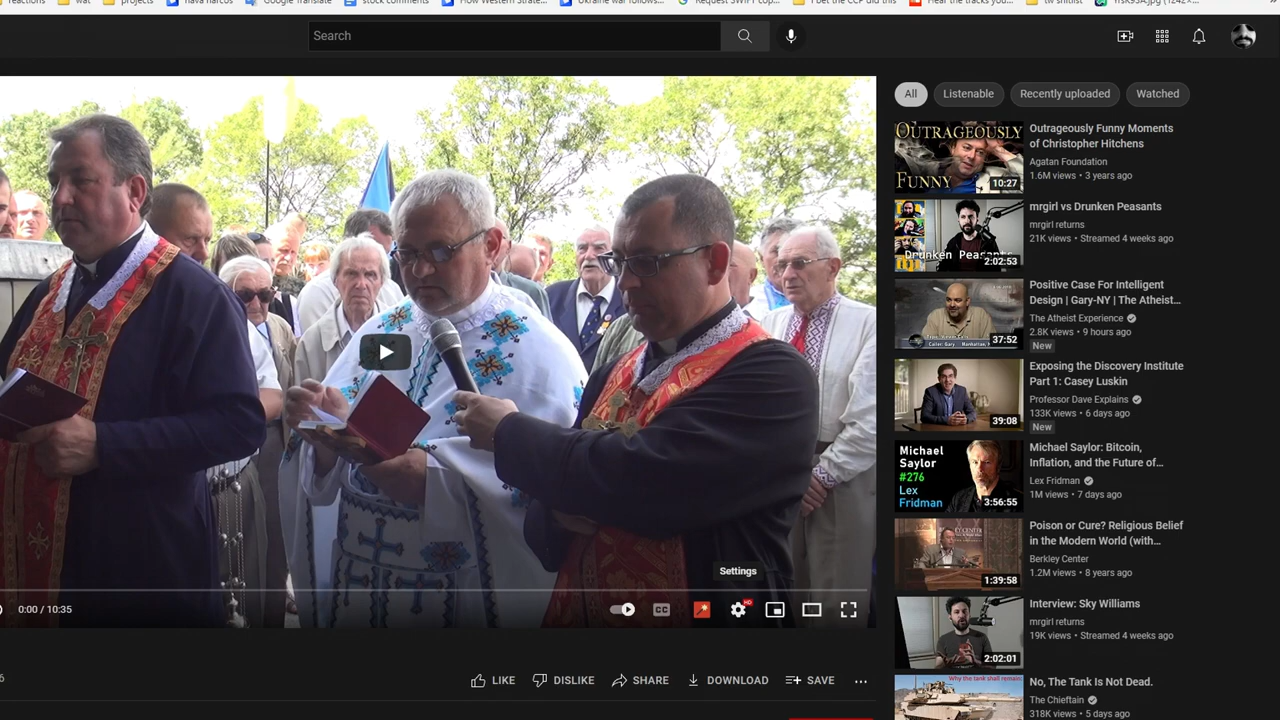 reactions
wat
projects
nava narcos
Google Translate
stock comments
How Western Strate...
Ukraine war follows...
Request SWIFT cop...
I bet the CCP did this
Hear the tracks you...
tw shitlist
Search
All
Listenable
Recently uploaded
Watched
OUTRAGEOUSLY
FUNNY
10:27
Outrageously Funny Moments
of Christopher Hitchens
Agatan Foundation
1.6M views • 3 years ago
Drunken Peasants
2:02:53
mrgirl vs Drunken Peasants
mrgirl returns
21K views • Streamed 4 weeks ago
37:52
Positive Case For Intelligent
Design | Gary-NY | The Atheist...
The Atheist Experience
2.8K views • 9 hours ago
New
39:08
Exposing the Discovery Institute
Part 1: Casey Luskin
Professor Dave Explains
133K views • 6 days ago
New
Michael
Saylor
#276
Lex
Fridman
3:56:55
Michael Saylor: Bitcoin,
Inflation, and the Future of...
Lex Fridman
1M views • 7 days ago
1:39:58
Poison or Cure? Religious Belief
in the Modern World (with...
Berkley Center
1.2M views • 8 years ago
2:02:01
Interview: Sky Williams
mrgirl returns
19K views • Streamed 4 weeks ago
Why the tank shall remain
No, The Tank Is Not Dead.
The Chieftain
318K views • 5 days ago
Settings
0:00 / 10:35
CC
HD
6
LIKE
DISLIKE
SHARE
DOWNLOAD
SAVE